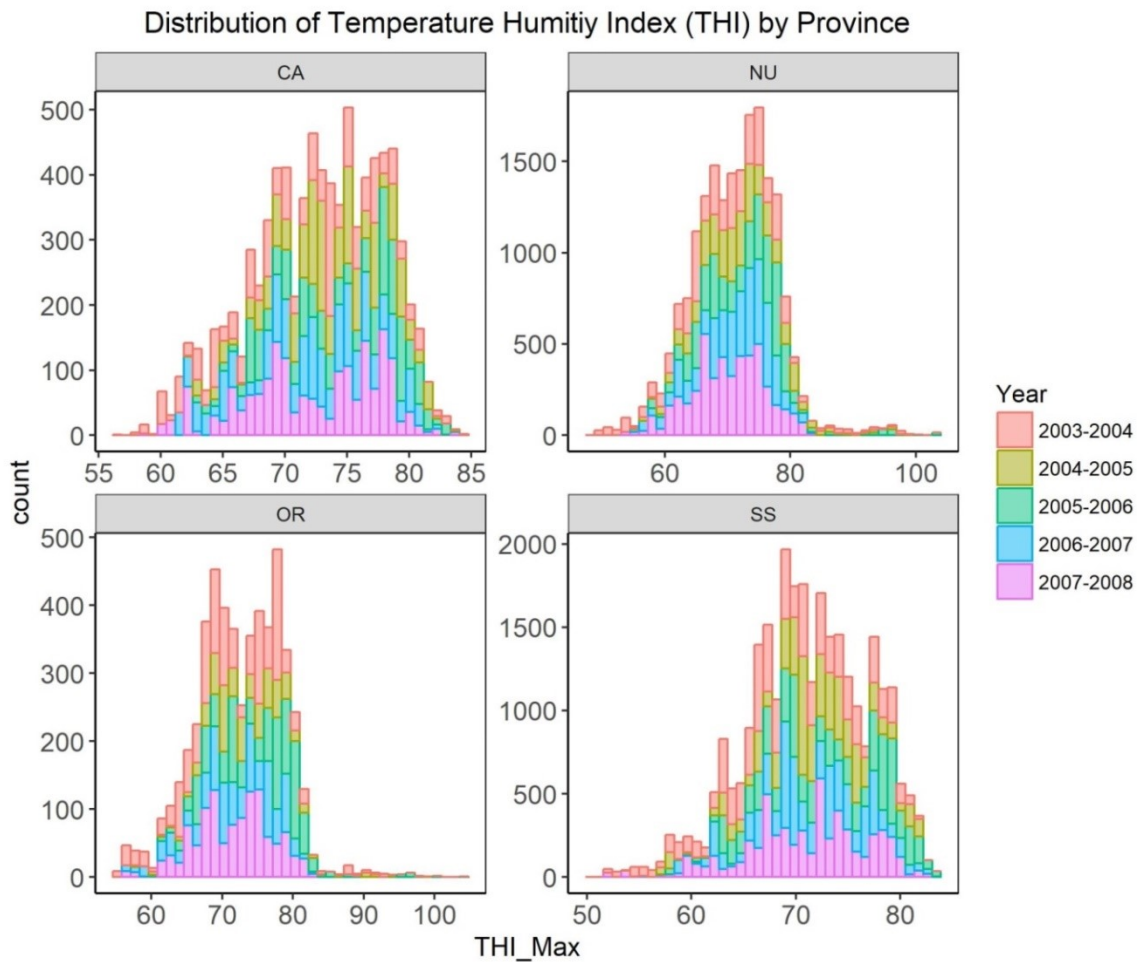 Distribution of Temperature Humitiy Index (THI) by Province
CA
NU
500
400
300
200
100
0
55 60 65 70 75 80 85
1500
1000
500
0
60 80 100
OR
SS
500
400
300
200
100
0
60 70 80 90 100
2000
1500
1000
500
0
50 60 70 80
count
THI_Max
Year
2003-2004
2004-2005
2005-2006
2006-2007
2007-2008